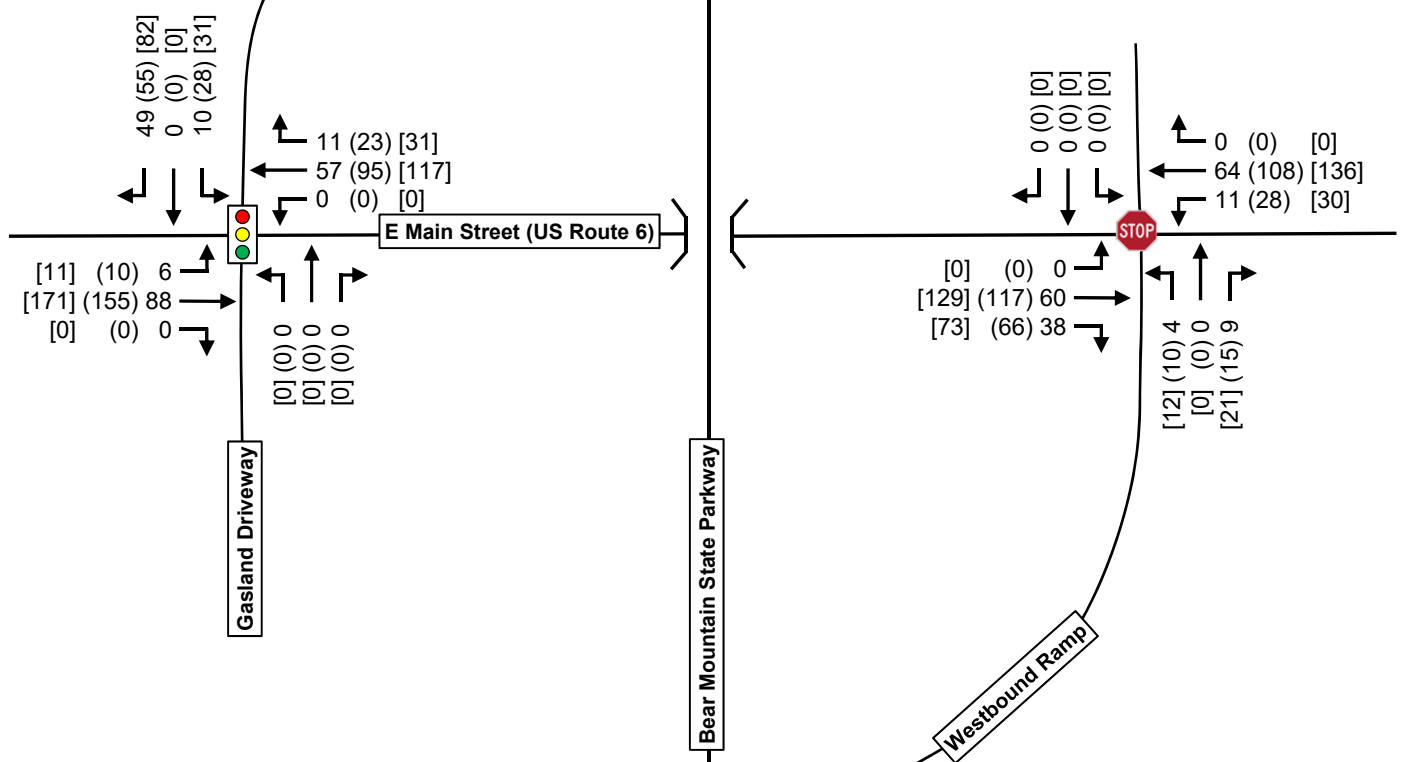 49 (55) [82]
0 (0) [0]
10 (28) [31]
11 (23) [31]
57 (95) [117]
0 (0) [0]
E Main Street (US Route 6)
[11] (10) 6
[171] (155) 88
[0] (0) 0
[0] (0) 0
[0] (0) 0
[0] (0) 0
Gasland Driveway
Bear Mountain State Parkway
0 (0) [0]
0 (0) [0]
0 (0) [0]
0 (0) [0]
64 (108) [136]
11 (28) [30]
STOP
[0] (0) 0
[129] (117) 60
[73] (66) 38
[12] (10) 4
[0] (0) 0
[21] (15) 9
Westbound Ramp